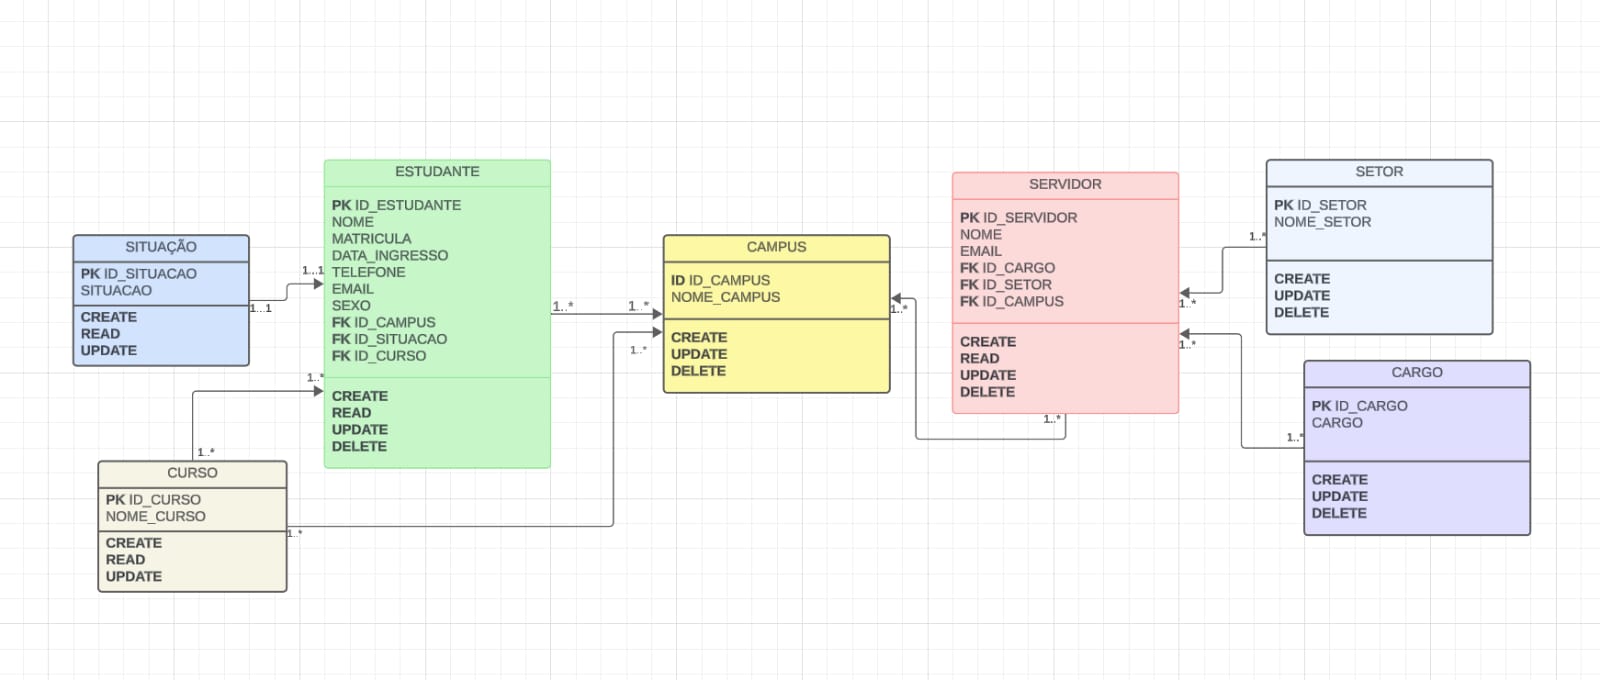 SITUAÇÃO
PK ID_SITUACAO
SITUACAO
CREATE
READ
UPDATE
1...1
1...1
ESTUDANTE
PK ID_ESTUDANTE
NOME
MATRICULA
DATA_INGRESSO
TELEFONE
EMAIL
SEXO
FK ID_CAMPUS
FK ID_SITUACAO
FK ID_CURSO
CREATE
READ
UPDATE
DELETE
1..*
1..*
CURSO
PK ID_CURSO
NOME_CURSO
CREATE
READ
UPDATE
1..*
1..*
1..*
1..*
CAMPUS
ID ID_CAMPUS
NOME_CAMPUS
CREATE
UPDATE
DELETE
1..*
SERVIDOR
PK ID_SERVIDOR
NOME
EMAIL
FK ID_CARGO
FK ID_SETOR
FK ID_CAMPUS
CREATE
READ
UPDATE
DELETE
1..*
1..*
1..*
SETOR
PK ID_SETOR
NOME_SETOR
CREATE
UPDATE
DELETE
1..*
CARGO
PK ID_CARGO
CARGO
CREATE
UPDATE
DELETE
1..*